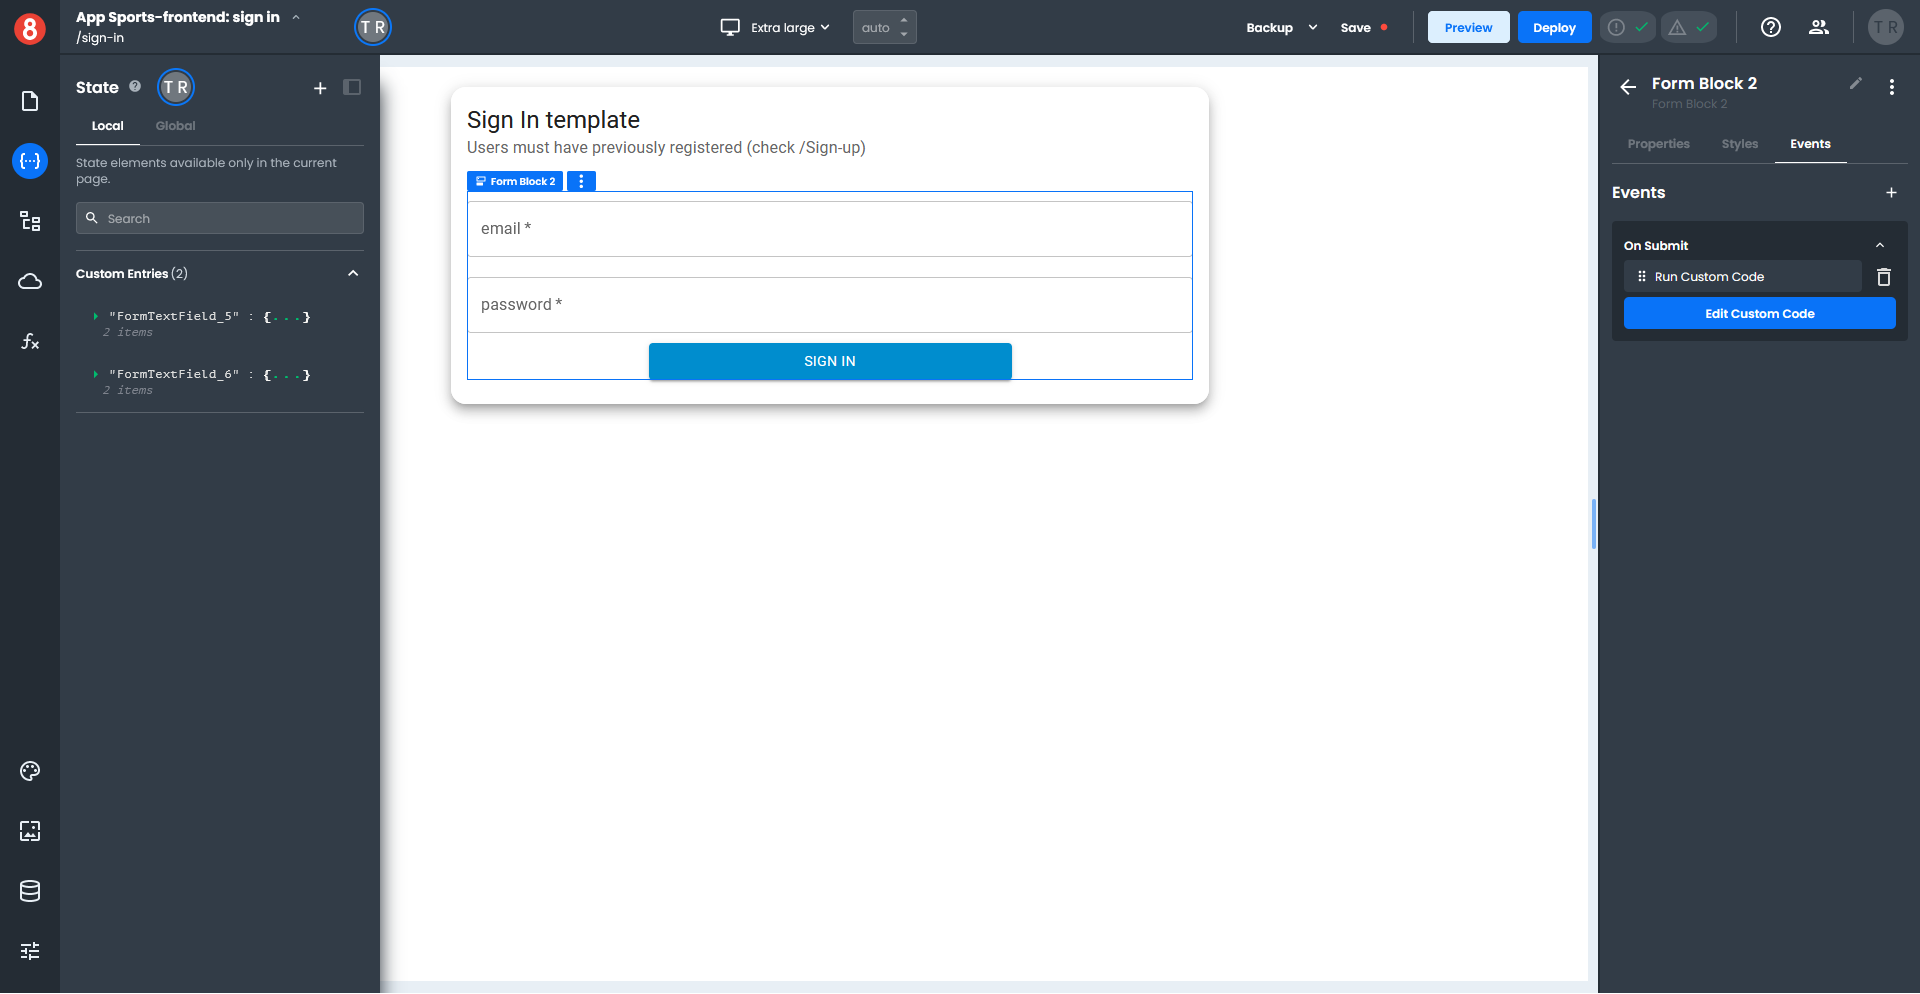 8
App Sports-frontend: sign in
/sign-in
T R
Extra large
auto
Backup
Save
Preview
Deploy
T R
State
T R
Local
Global
State elements available only in the current
page.
Search
Custom Entries (2)
"FormTextField_5" : {...}
2 items
"FormTextField_6" : {...}
2 items
fx
Sign In template
Users must have previously registered (check /Sign-up)
Form Block 2
email *
password *
SIGN IN
Form Block 2
Form Block 2
Properties
Styles
Events
Events
On Submit
Run Custom Code
Edit Custom Code